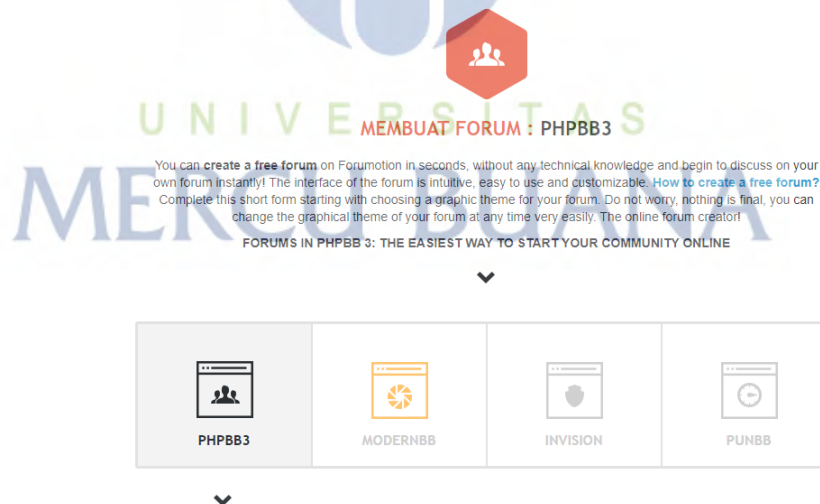 UNIVERSITAS
MERCU BUANA
MEMBUAT FORUM : PHPBB3
You can create a free forum on Forumotion in seconds, without any technical knowledge and begin to discuss on your
own forum instantly! The interface of the forum is intuitive, easy to use and customizable. How to create a free forum?
Complete this short form starting with choosing a graphic theme for your forum. Do not worry, nothing is final, you can
change the graphical theme of your forum at any time very easily. The online forum creator!
FORUMS IN PHPBB 3: THE EASIEST WAY TO START YOUR COMMUNITY ONLINE
PHPBB3
MODERNBB
INVISION
PUNBB